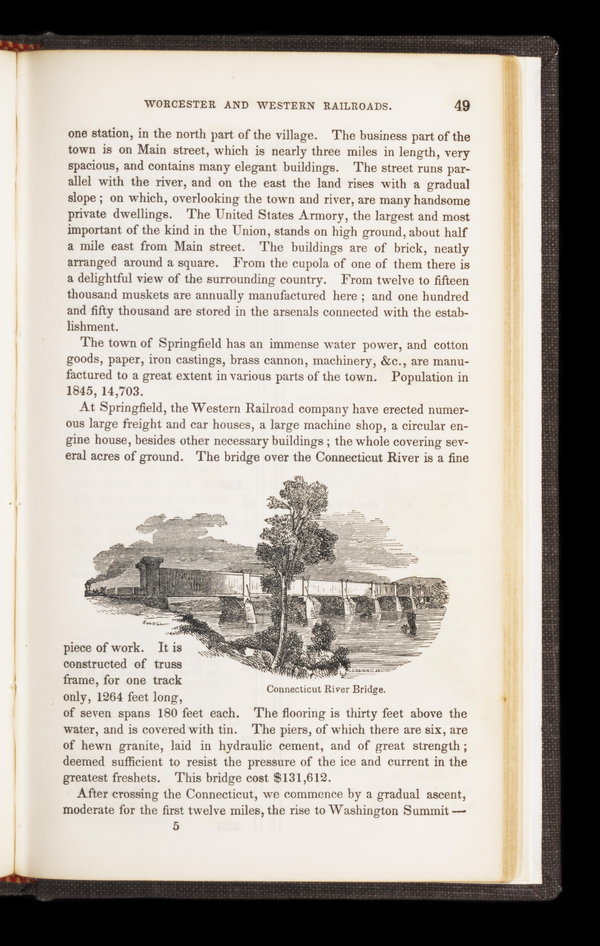 WORCESTER AND WESTERN RAILROADS. 49
one station, in the north part of the village. The business part of the
town is on Main street, which is nearly three miles in length, very
spacious, and contains many elegant buildings. The street runs par-
allel with the river, and on the east the land rises with a gradual
slope ; on which, overlooking the town and river, are many handsome
private dwellings. The United States Armory, the largest and most
important of the kind in the Union, stands on high ground, about half
a mile east from Main street. The buildings are of brick, neatly
arranged around a square. From the cupola of one of them there is
a delightful view of the surrounding country. From twelve to fifteen
thousand muskets are annually manufactured here ; and one hundred
and fifty thousand are stored in the arsenals connected with the estab-
lishment.
The town of Springfield has an immense water power, and cotton
goods, paper, iron castings, brass cannon, machinery, &c., are manu-
factured to a great extent in various parts of the town. Population in
1845, 14,703.
At Springfield, the Western Railroad company have erected numer-
ous large freight and car houses, a large machine shop, a circular en-
gine house, besides other necessary buildings ; the whole covering sev-
eral acres of ground. The bridge over the Connecticut River is a fine
piece of work. It is
constructed of truss
frame, for one track
only, 1264 feet long,
Connecticut River Bridge.
of seven spans 180 feet each. The flooring is thirty feet above the
water, and is covered with tin. The piers, of which there are six, are
of hewn granite, laid in hydraulic cement, and of great strength ;
deemed sufficient to resist the pressure of the ice and current in the
greatest freshets. This bridge cost $131,612.
After crossing the Connecticut, we commence by a gradual ascent,
moderate for the first twelve miles, the rise to Washington Summit —
5